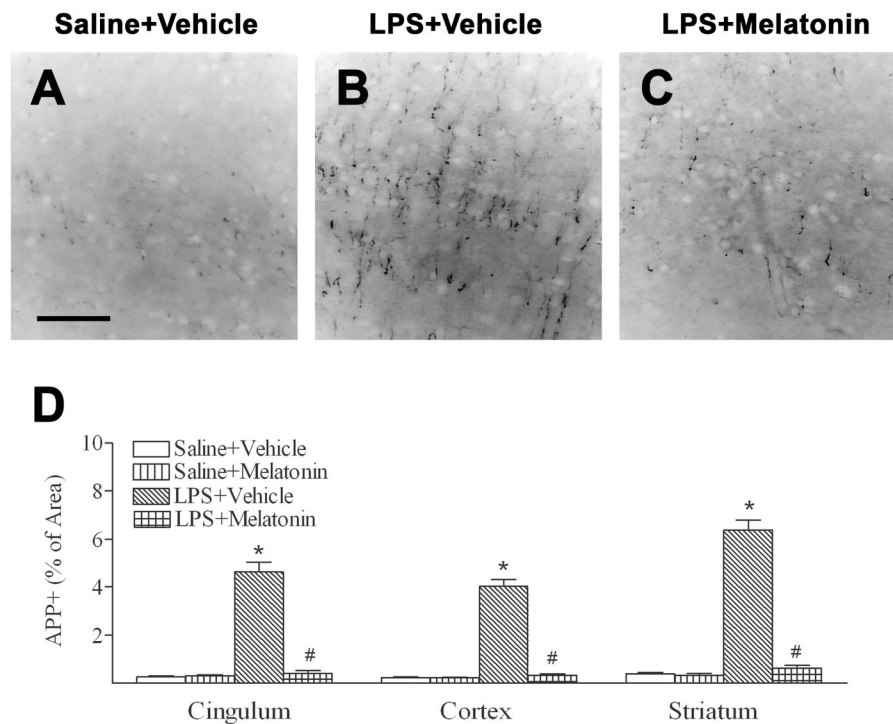 Saline+Vehicle LPS+Vehicle LPS+Melatonin
A B C
D
10
8
6
4
2
APP+ (% of Area)
Saline+Vehicle
Saline+Melatonin
LPS+Vehicle
LPS+Melatonin
* * *
# # #
Cingulum Cortex Striatum